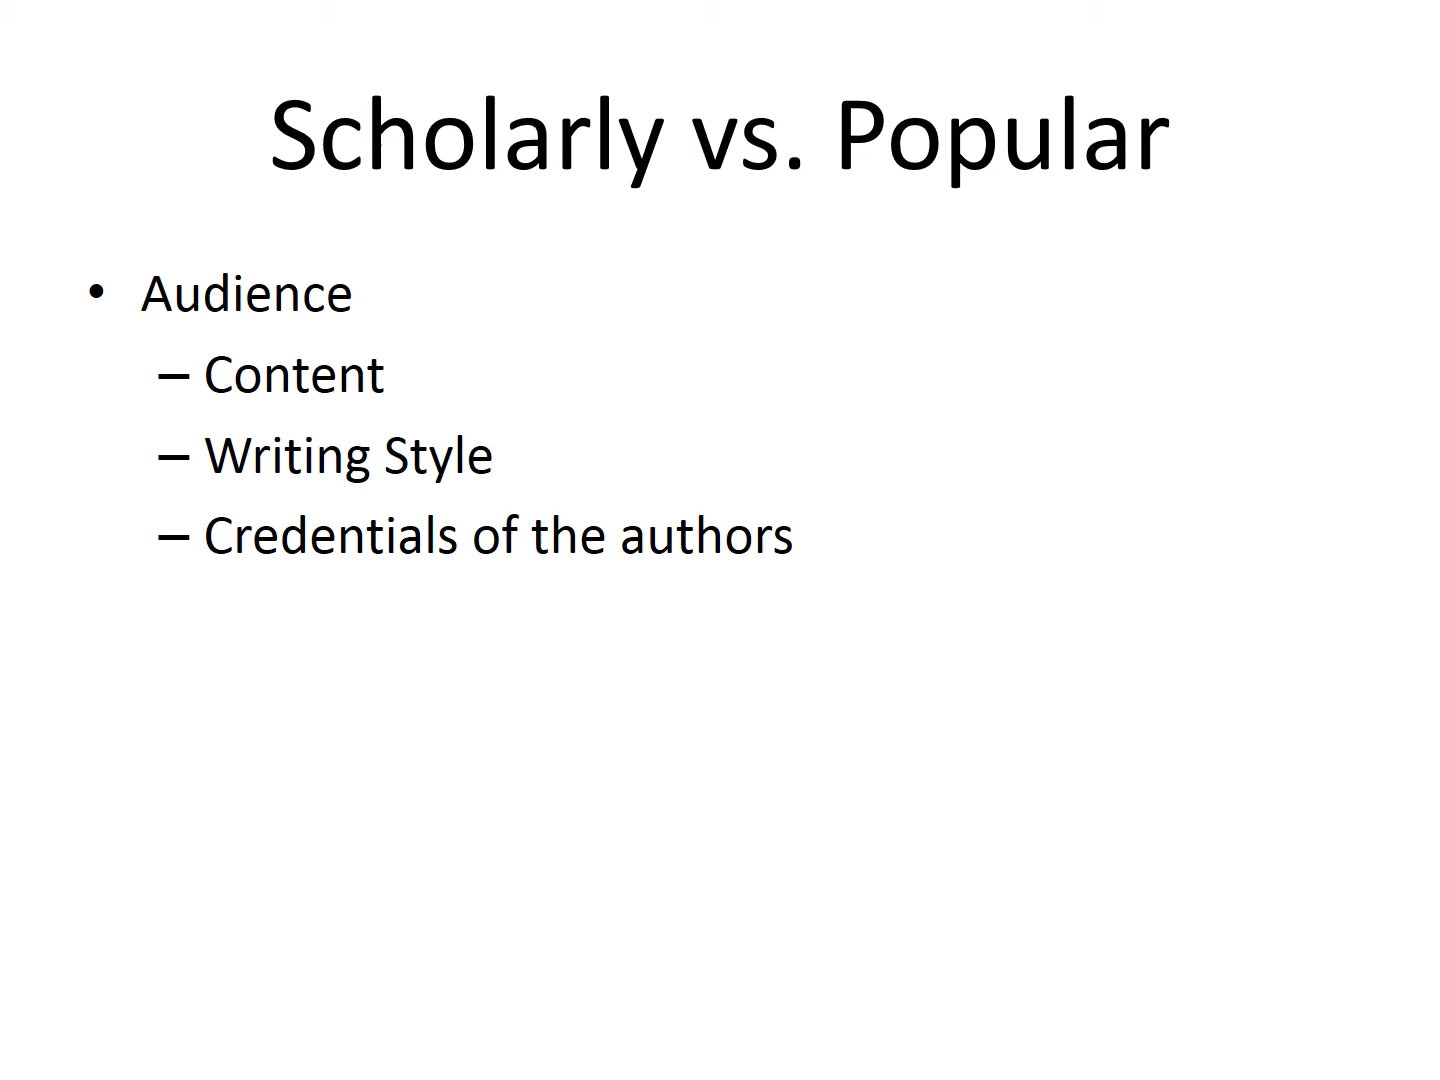 Scholarly vs. Popular
• Audience
– Content
– Writing Style
– Credentials of the authors